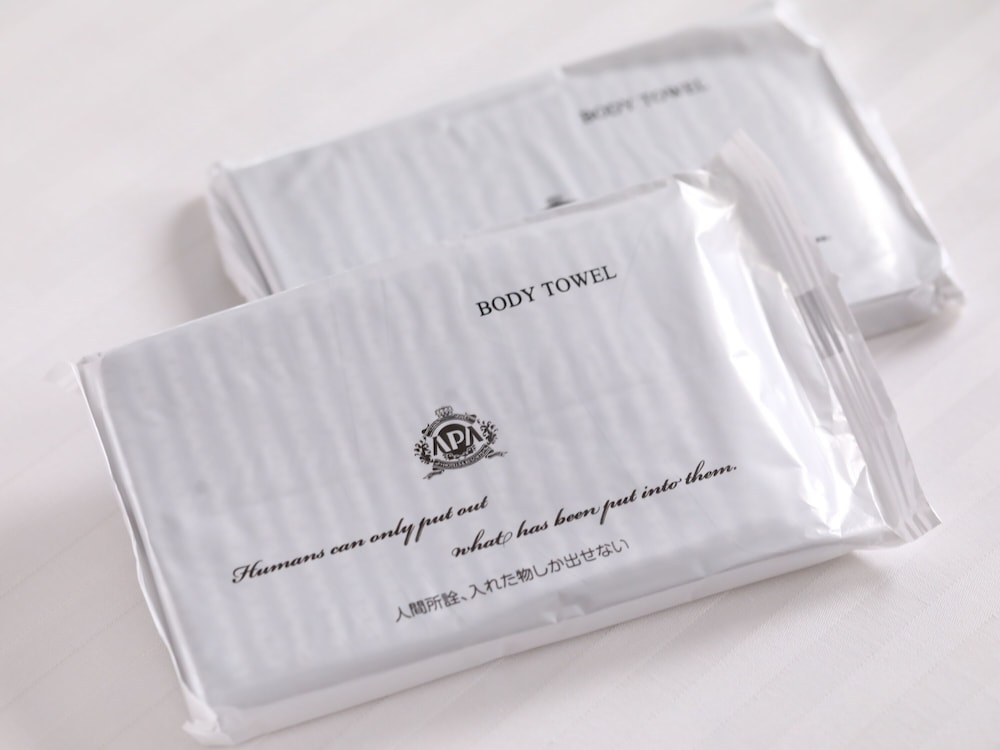 BODY TOWEL
BODY TOWEL
APA
Humans can only put out
what has been put into them.
人間所詮、入れた物しか出せない